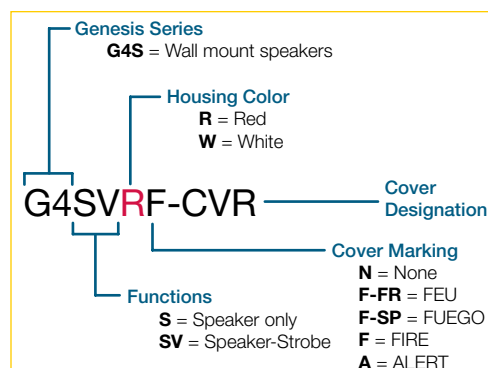 Genesis Series
G4S = Wall mount speakers
Housing Color
R = Red
W = White
G4SVRF-CVR
Cover
Designation
Cover Marking
N = None
F-FR = FEU
F-SP = FUEGO
F = FIRE
A = ALERT
Functions
S = Speaker only
SV = Speaker-Strobe